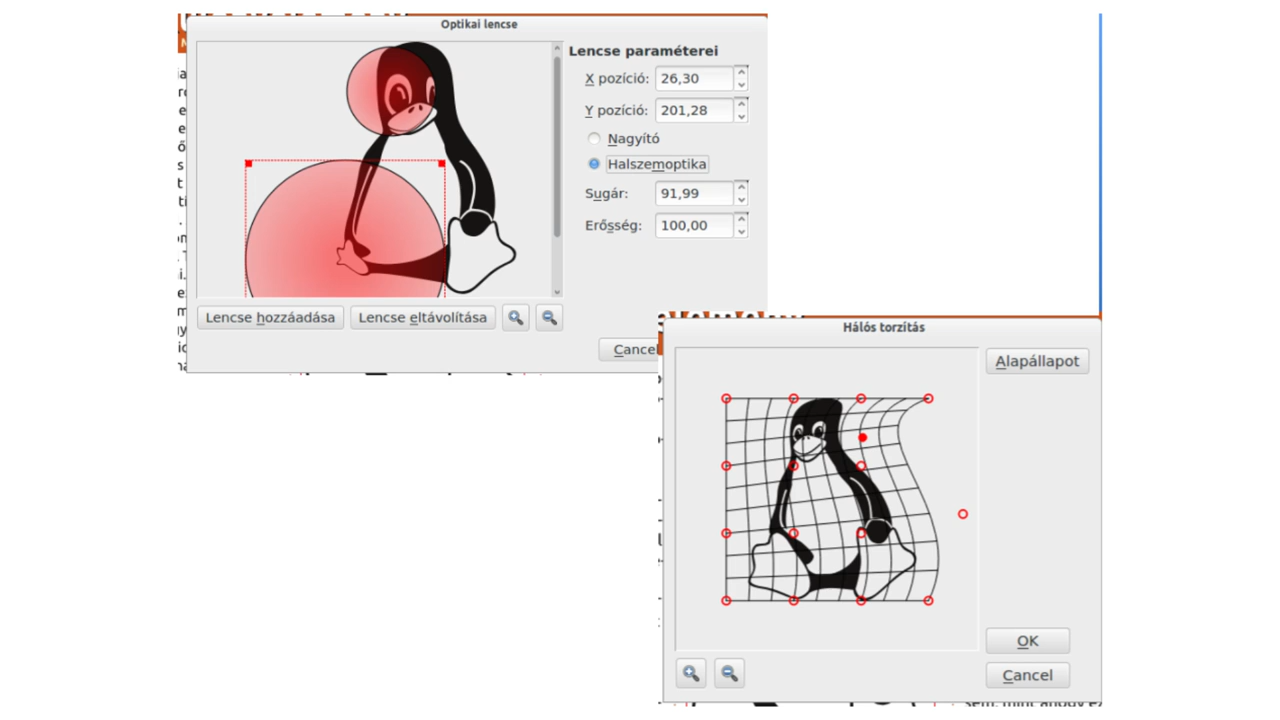 Optikai lencse
Lencse paraméterei
X pozíció: 26,30
Y pozíció: 201,28
Nagyító
Halszemoptika
Sugár: 91,99
Erősség: 100,00
Lencse hozzáadása
Lencse eltávolítása
Cancel
Hálós torzítás
Alapállapot
OK
Cancel